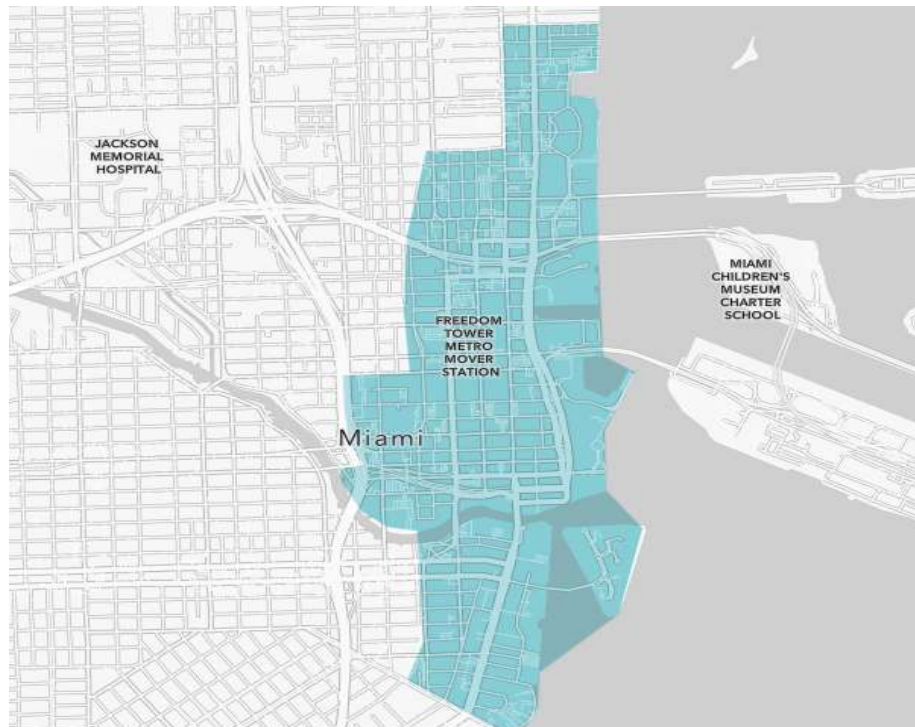 JACKSON
MEMORIAL
HOSPITAL
MIAMI
CHILDREN'S
MUSEUM
CHARTER
SCHOOL
FREEDOM
TOWER
METRO
MOVER
STATION
Miami